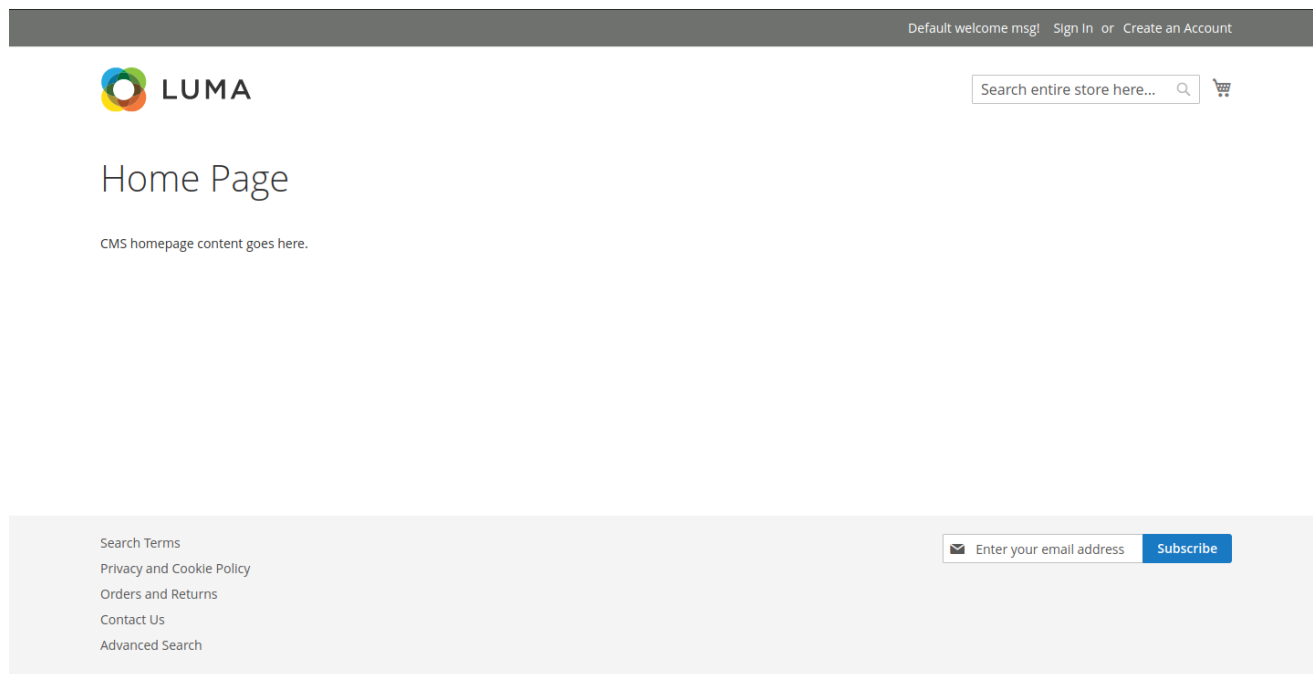 Default welcome msg! Sign In or Create an Account
LUMA
Search entire store here...
Home Page
CMS homepage content goes here.
Search Terms
Privacy and Cookie Policy
Orders and Returns
Contact Us
Advanced Search
Enter your email address Subscribe